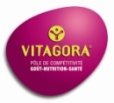 VITAGORA®
PÔLE DE COMPÉTITIVITÉ
GOÛT-NUTRITION-SANTÉ